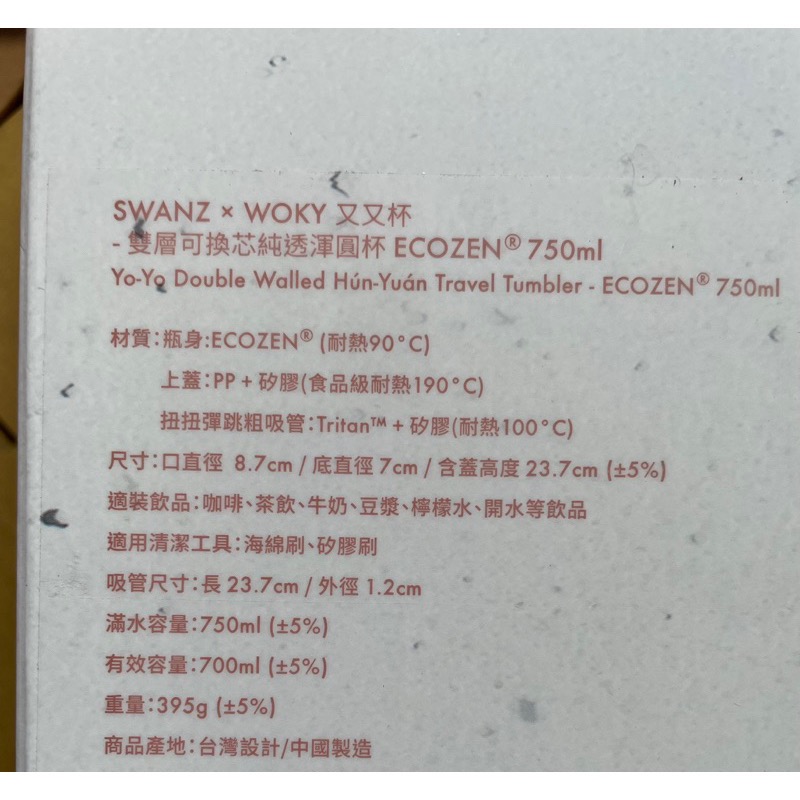 SWANZ × WOKY 又又杯
- 雙層可換芯純透渾圓杯 ECOZEN® 750ml
Yo-Yo Double Walled Hún-Yuán Travel Tumbler - ECOZEN® 750ml
材質：瓶身:ECOZEN® (耐熱90°C)
上蓋：PP + 矽膠(食品級耐熱190°C)
扭扭彈跳粗吸管：Tritan™ + 矽膠(耐熱100°C)
尺寸：口直徑 8.7cm / 底直徑 7cm / 含蓋高度 23.7cm (±5%)
適裝飲品：咖啡、茶飲、牛奶、豆漿、檸檬水、開水等飲品
適用清潔工具：海綿刷、矽膠刷
吸管尺寸：長 23.7cm / 外徑 1.2cm
滿水容量：750ml (±5%)
有效容量：700ml (±5%)
重量：395g (±5%)
商品產地：台灣設計/中國製造